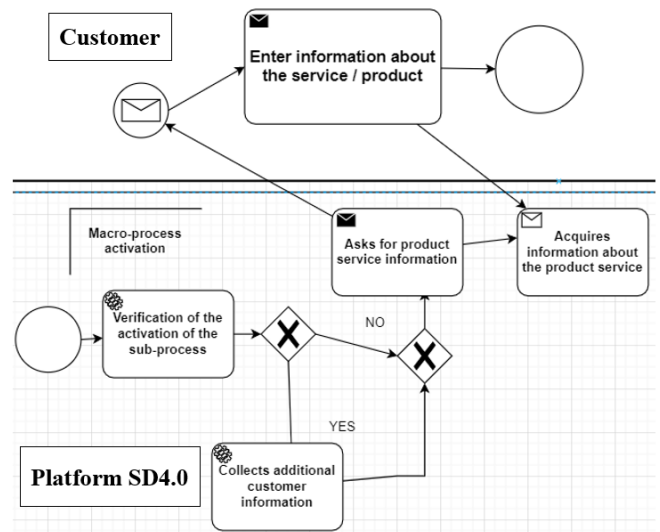 Customer
Enter information about
the service / product
Macro-process
activation
Asks for product
service information
Acquires
information about
the product service
Verification of the
activation of the
sub-process
NO
YES
Collects additional
customer
information
Platform SD4.0